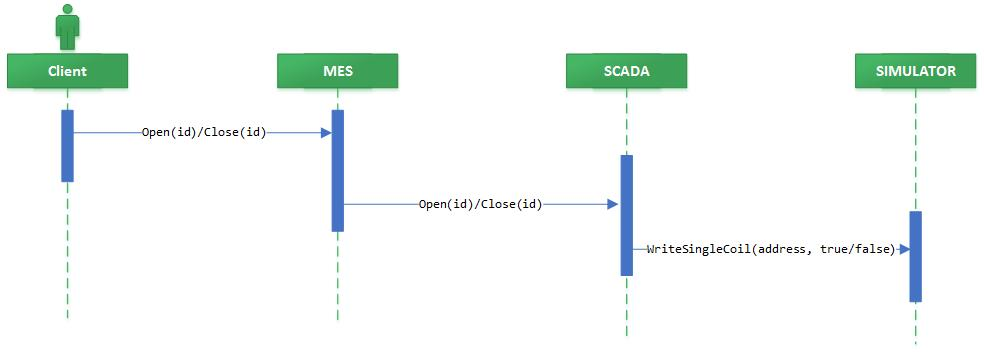 Client
MES
SCADA
SIMULATOR
Open(id)/Close(id)
Open(id)/Close(id)
WriteSingleCoil(address, true/false)